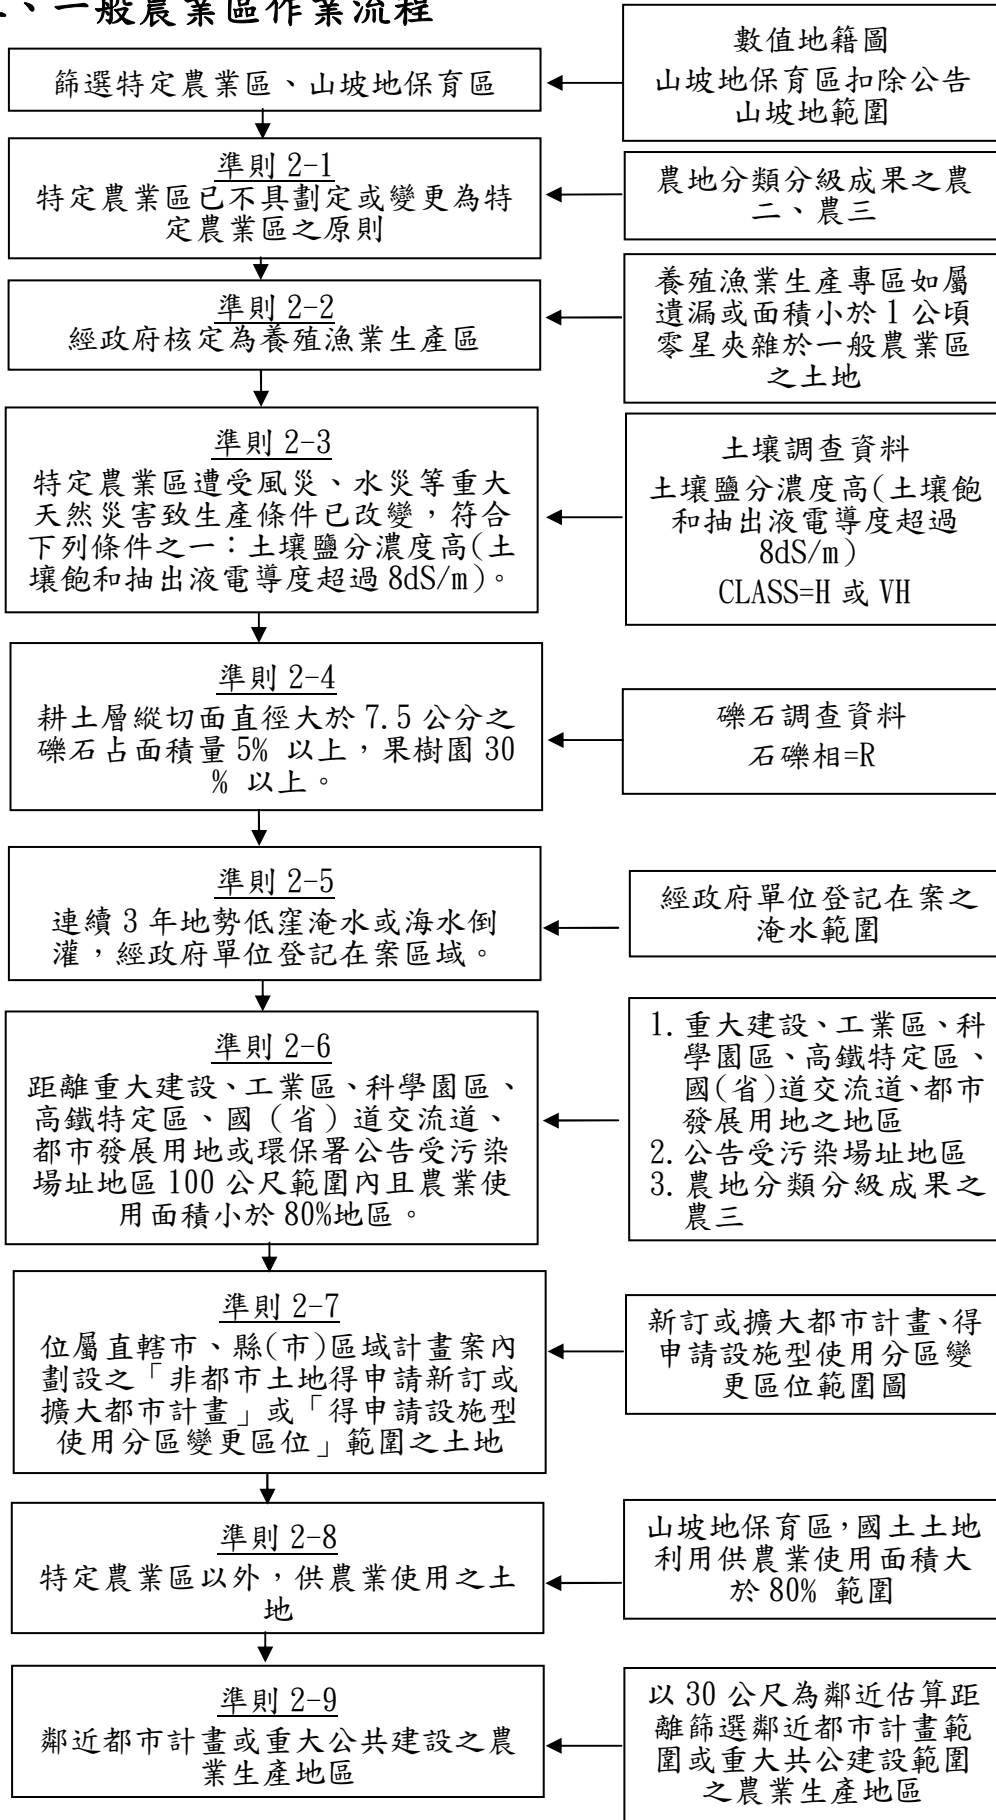 、一般農業區作業流程
數值地籍圖
山坡地保育區扣除公告
山坡地範圍
篩選特定農業區、山坡地保育區
準則 2-1
特定農業區已不具劃定或變更為特
定農業區之原則
農地分類分級成果之農
二、農三
準則 2-2
經政府核定為養殖漁業生產區
養殖漁業生產專區如屬
遺漏或面積小於 1 公頃
零星夾雜於一般農業區
之土地
準則 2-3
特定農業區遭受風災、水災等重大
天然災害致生產條件已改變，符合
下列條件之一：土壤鹽分濃度高(土
壤飽和抽出液電導度超過 8dS/m)。
土壤調查資料
土壤鹽分濃度高(土壤飽
和抽出液電導度超過
8dS/m)
CLASS=H 或 VH
準則 2-4
耕土層縱切面直徑大於 7.5 公分之
礫石占面積量 5% 以上，果樹園 30
% 以上。
礫石調查資料
石礫相=R
準則 2-5
連續 3 年地勢低窪淹水或海水倒
灌，經政府單位登記在案區域。
經政府單位登記在案之
淹水範圍
準則 2-6
距離重大建設、工業區、科學園區、
高鐵特定區、國（省）道交流道、
都市發展用地或環保署公告受污染
場址地區 100 公尺範圍內且農業使
用面積小於 80%地區。
1. 重大建設、工業區、科
學園區、高鐵特定區、
國(省)道交流道、都市
發展用地之地區
2. 公告受污染場址地區
3. 農地分類分級成果之
農三
準則 2-7
位屬直轄市、縣(市)區域計畫案內
劃設之「非都市土地得申請新訂或
擴大都市計畫」或「得申請設施型
使用分區變更區位」範圍之土地
新訂或擴大都市計畫、得
申請設施型使用分區變
更區位範圍圖
準則 2-8
特定農業區以外，供農業使用之土
地
山坡地保育區，國土土地
利用供農業使用面積大
於 80% 範圍
準則 2-9
鄰近都市計畫或重大公共建設之農
業生產地區
以 30 公尺為鄰近估算距
離篩選鄰近都市計畫範
圍或重大共公建設範圍
之農業生產地區